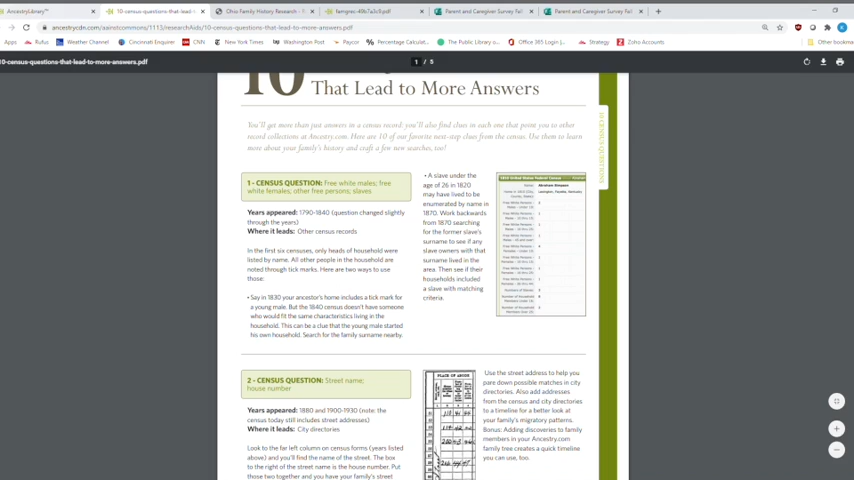 AncestryLibrary™
10-census-questions-that-lead-to-
Ohio Family History Research - F
famgres-49b7a3c5pdf
Parent and Caregiver Survey Fall
Parent and Caregiver Survey Fall
ancestrycdn.com/aainstcommons/1113/researchAids/10-census-questions-that-lead-to-more-answers.pdf
Apps
Rufus
Weather Channel
Cincinnati Enquirer
CNN
New York Times
Washington Post
Paycor
Percentage Calculat...
The Public Library o...
Office 365 Login |...
Strategy
Zoho Accounts
Other bookmar
10-census-questions-that-lead-to-more-answers.pdf
1 / 5
10
That Lead to More Answers
10 CENSUS QUESTIONS
You'll get more than just answers in a census record: you'll also find clues in each one that point you to other
record collections at Ancestry.com. Here are 10 of our favorite next-step clues from the census. Use them to learn
more about your family's history and craft a few new searches, too!
1 - CENSUS QUESTION: Free white males; free
white females; other free persons; slaves
Years appeared: 1790-1840 (question changed slightly
through the years)
Where it leads: Other census records
In the first six censuses, only heads of household were
listed by name. All other people in the household are
noted through tick marks. Here are two ways to use
those:
• Say in 1830 your ancestor's home includes a tick mark for
a young male. But the 1840 census doesn't have someone
who would fit the same characteristics living in the
household. This can be a clue that the young male started
his own household. Search for the family surname nearby.
• A slave under the
age of 26 in 1820
may have lived to be
enumerated by name in
1870. Work backwards
from 1870 searching
for the former slave's
surname to see if any
slave owners with that
surname lived in the
area. Then see if their
households included
a slave with matching
criteria.
1810 United States Federal Census
Name: Abraham Simpson
Lexington, Fayette, Kentucky
2 - CENSUS QUESTION: Street name;
house number
Years appeared: 1880 and 1900-1930 (note: the
census today still includes street addresses)
Where it leads: City directories
Look to the far left column on census forms (years listed
above) and you'll find the name of the street. The box
to the right of the street name is the house number. Put
those two together and you have your family's street
PLACE OF ABODE
Use the street address to help you
pare down possible matches in city
directories. Also add addresses
from the census and city directories
to a timeline for a better look at
your family's migratory patterns.
Bonus: Adding discoveries to family
members in your Ancestry.com
family tree creates a quick timeline
you can use, too.